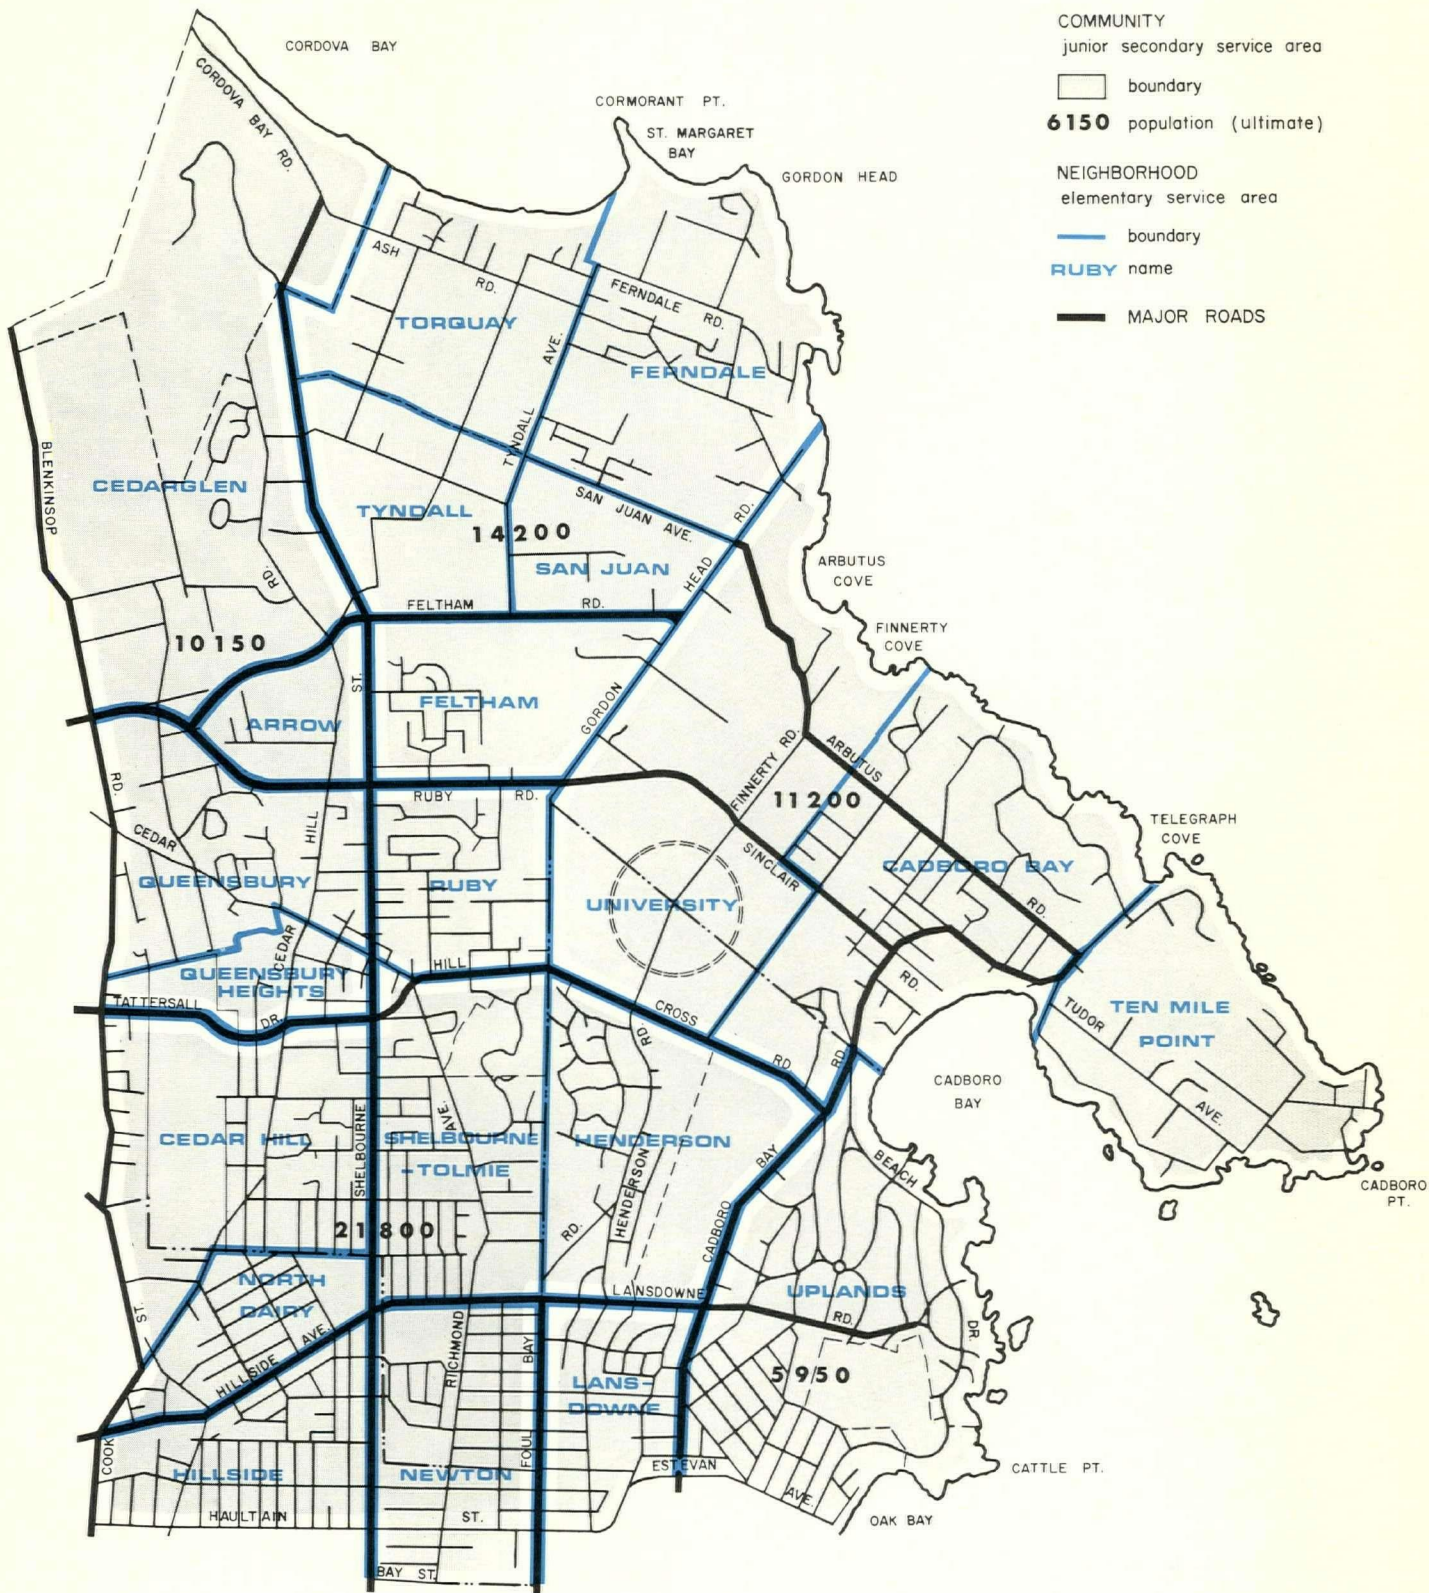 COMMUNITY
junior secondary service area
boundary
6150 population (ultimate)
NEIGHBORHOOD
elementary service area
boundary
RUBY name
MAJOR ROADS
CORDOVA BAY
CORDOVA BAY RD.
CORMORANT PT.
ST. MARGARET
BAY
GORDON HEAD
ASH RD.
FERNDALE RD.
TORQUAY
TYNDALL AVE.
FERNDALE
BLENKINSOP RD.
CEDARGLEN
TYNDALL
14200
SAN JUAN AVE.
SAN JUAN
GORDON HEAD RD.
ARBUTUS
COVE
FELTHAM RD.
FINNERTY
COVE
10150
RD.
ST.
ARROW
FELTHAM
FINNERTY RD.
ARBUTUS RD.
11200
RUBY RD.
TELEGRAPH
COVE
CEDAR
HILL
SINCLAIR RD.
CADBORO BAY
QUEENSBURY
RUBY
UNIVERSITY
CEDAR HILL CROSS RD.
QUEENSBURY
HEIGHTS
TATTERSALL DR.
TEN MILE
POINT
TUDOR AVE.
CADBORO
BAY
CADBORO
PT.
CEDAR HILL
SHELBOURNE
SHELBOURNE
-TOLMIE
AVE.
HENDERSON
HENDERSON RD.
RD.
CADBORO BAY RD.
BEACH DR.
21800
NORTH
DAIRY
LANSDOWNE RD.
UPLANDS
HILLSIDE AVE.
RICHMOND
FOUL BAY
LANS-
DOWNE
5950
COOK ST.
HILLSIDE
NEWTON
ESTEVAN AVE.
CATTLE PT.
HAULTAIN ST.
OAK BAY
BAY ST.